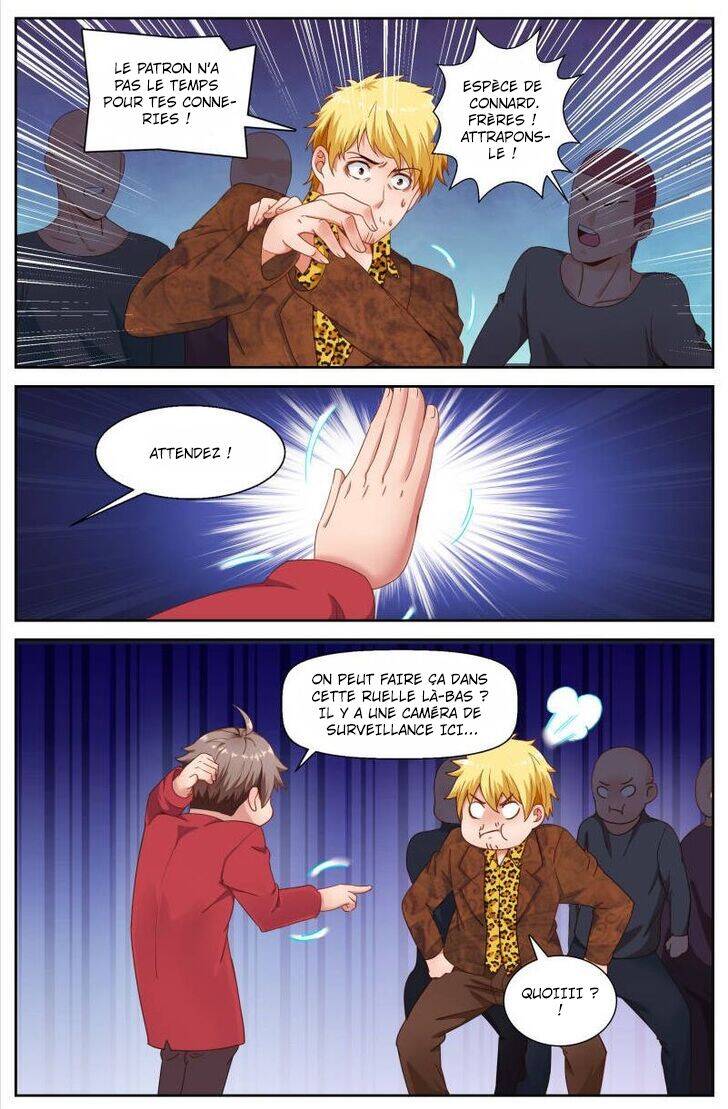 LE PATRON N'A
PAS LE TEMPS
POUR TES CONNE-
RIES !
ESPÈCE DE
CONNARD.
FRÈRES !
ATTRAPONS-
LE !
ATTENDEZ !
ON PEUT FAIRE ÇA DANS
CETTE RUELLE LÀ-BAS ?
IL Y A UNE CAMÉRA DE
SURVEILLANCE ICI...
QUOIIII ?
!